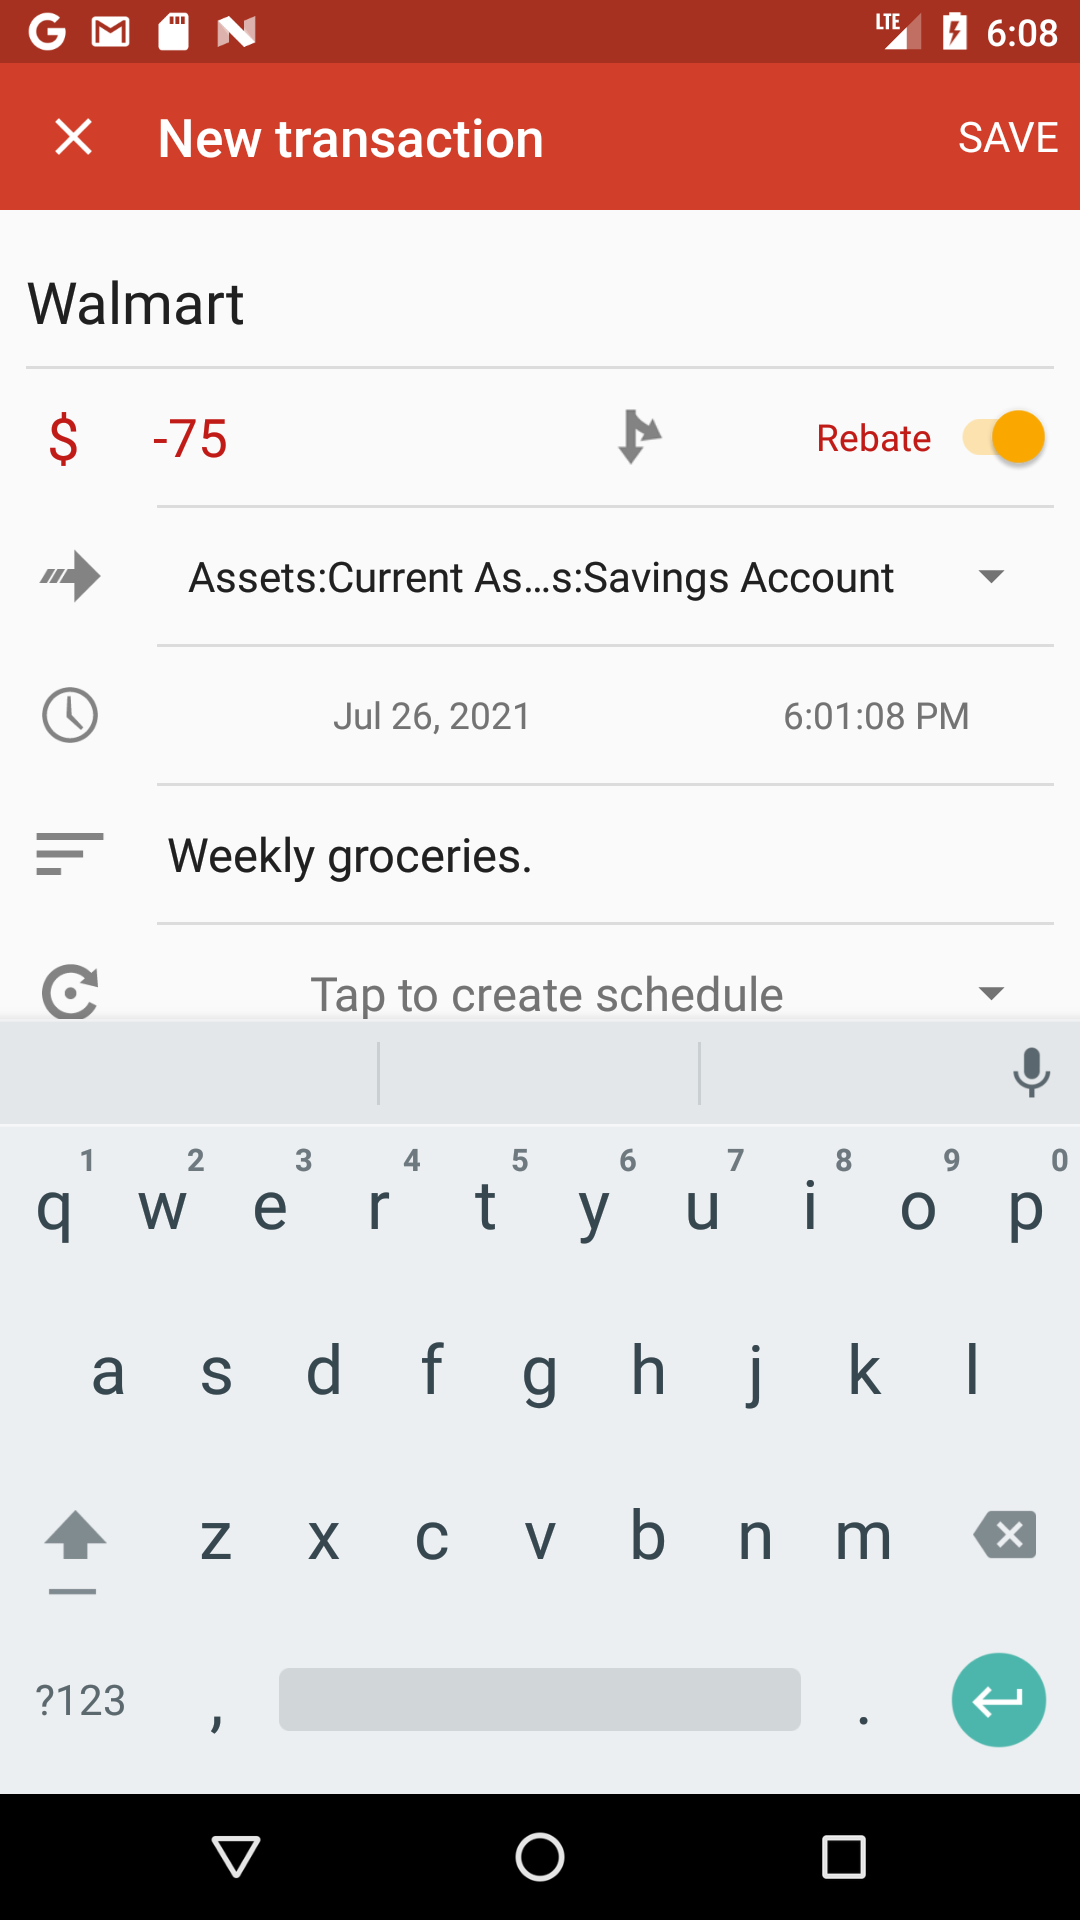 LTE 6:08
New transaction SAVE
Walmart
$ -75 Rebate
Assets:Current As...s:Savings Account
Jul 26, 2021 6:01:08 PM
Weekly groceries.
Tap to create schedule
1 2 3 4 5 6 7 8 9 0
q w e r t y u i o p
a s d f g h j k l
z x c v b n m
?123 , .